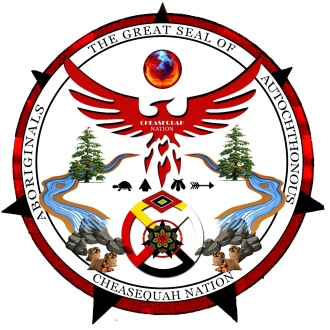 THE GREAT SEAL OF
ABORIGINALS
AUTOCHTHONOUS
CHEASEQUAH
NATION
CHEASEQUAH NATION